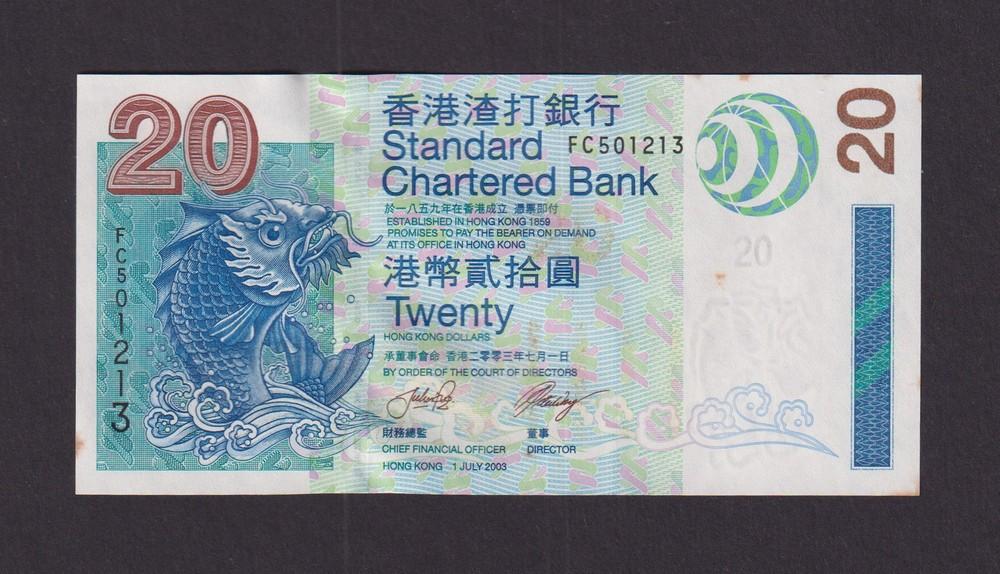 20
香港渣打銀行
Standard
Chartered Bank
FC501213
20
於一八五九年在香港成立 憑票即付
ESTABLISHED IN HONG KONG 1859
PROMISES TO PAY THE BEARER ON DEMAND
AT ITS OFFICE IN HONG KONG
港幣貳拾圓
Twenty
HONG KONG DOLLARS
承董事會命 香港二零零三年七月一日
BY ORDER OF THE COURT OF DIRECTORS
財務總監 董事
CHIEF FINANCIAL OFFICER DIRECTOR
HONG KONG 1 JULY 2003
FC501213
20